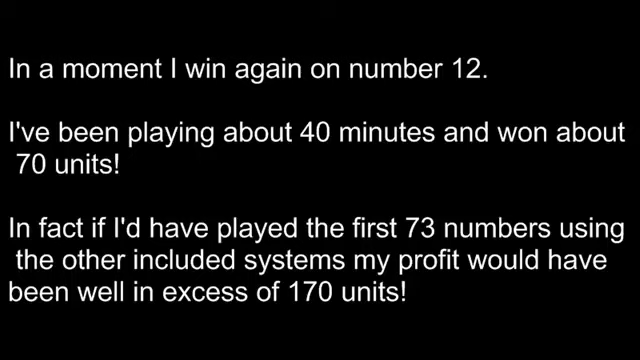 In a moment I win again on number 12.
I've been playing about 40 minutes and won about
70 units!
In fact if I'd have played the first 73 numbers using
the other included systems my profit would have
been well in excess of 170 units!